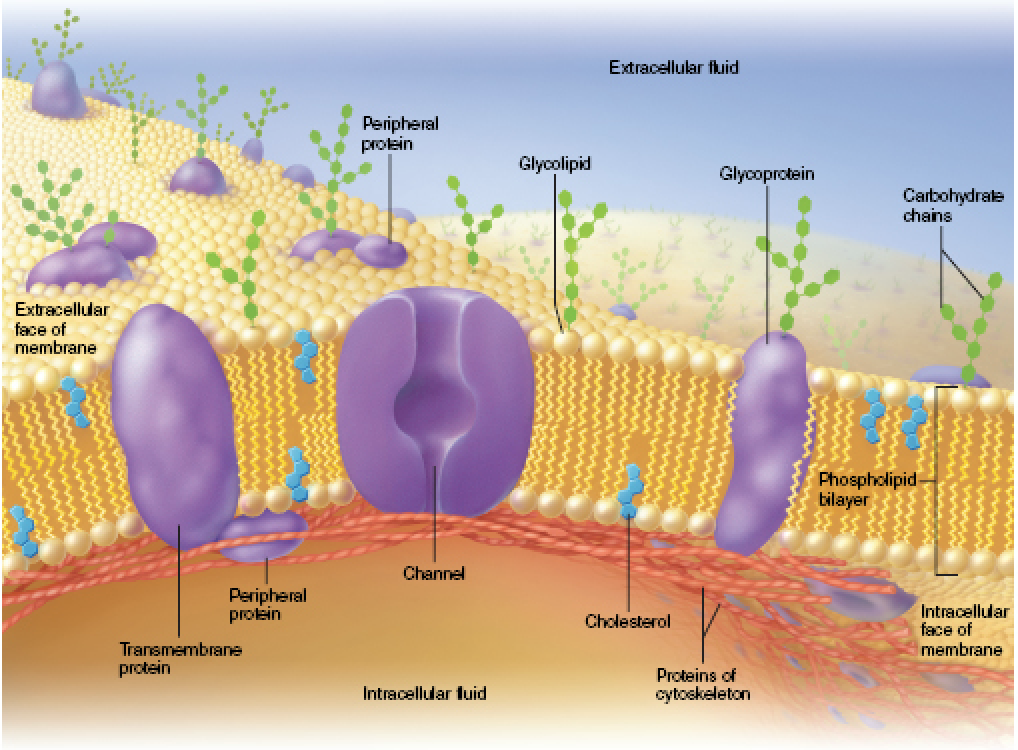 Extracellular fluid
Peripheral
protein
Glycolipid
Glycoprotein
Carbohydrate
chains
Extracellular
face of
membrane
Phospholipid
bilayer
Channel
Peripheral
protein
Cholesterol
Intracellular
face of
membrane
Transmembrane
protein
Proteins of
cytoskeleton
Intracellular fluid